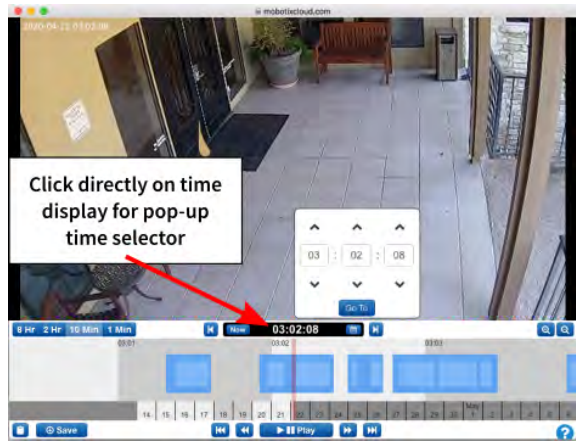 mobotixcloud.com
Click directly on time
display for pop-up
time selector
03 : 02 : 08
Go To
8 Hr 2 Hr 10 Min 1 Min
Now 03:02:08
03:01 03:02 03:03
May
14 15 16 17 18 19 20 21 22 23 24 25 26 27 28 29 30 1 2 3 4
Save
Play
?